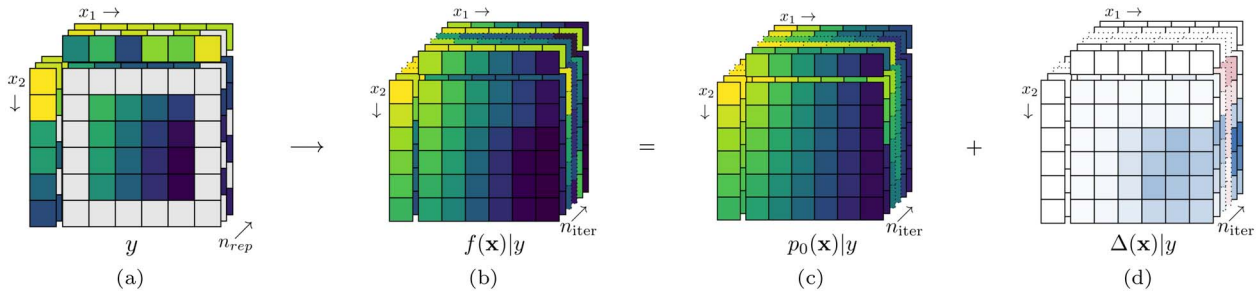 x₁ →
x₂
↓
n_rep
y
(a)
→
x₁ →
x₂
↓
n_iter
f(x)|y
(b)
=
x₁ →
x₂
↓
n_iter
p₀(x)|y
(c)
+
x₁ →
x₂
↓
n_iter
Δ(x)|y
(d)